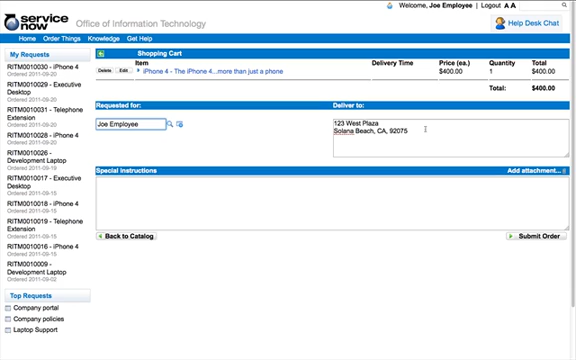 service
now
Office of Information Technology
Welcome, Joe Employee | Logout A A
Help Desk Chat
Home Order Things Knowledge Get Help
My Requests
RITM0010030 - iPhone 4
Ordered 2011-09-20
RITM0010029 - Executive
Desktop
Ordered 2011-09-20
RITM0010031 - Telephone
Extension
Ordered 2011-09-20
RITM0010028 - iPhone 4
Ordered 2011-09-20
RITM0010026 -
Development Laptop
Ordered 2011-09-19
RITM0010017 - Executive
Desktop
Ordered 2011-09-15
RITM0010018 - iPhone 4
Ordered 2011-09-15
RITM0010019 - Telephone
Extension
Ordered 2011-09-15
RITM0010016 - iPhone 4
Ordered 2011-09-15
RITM0010009 -
Development Laptop
Ordered 2011-09-02
Top Requests
Company portal
Company policies
Laptop Support
Shopping Cart
Item Delivery Time Price (ea.) Quantity Total
Delete Edit iPhone 4 - The iPhone 4...more than just a phone $400.00 1 $400.00
Total: $400.00
Requested for: Deliver to:
Joe Employee
123 West Plaza
Solana Beach, CA, 92075
Special Instructions Add attachment...
Back to Catalog Submit Order